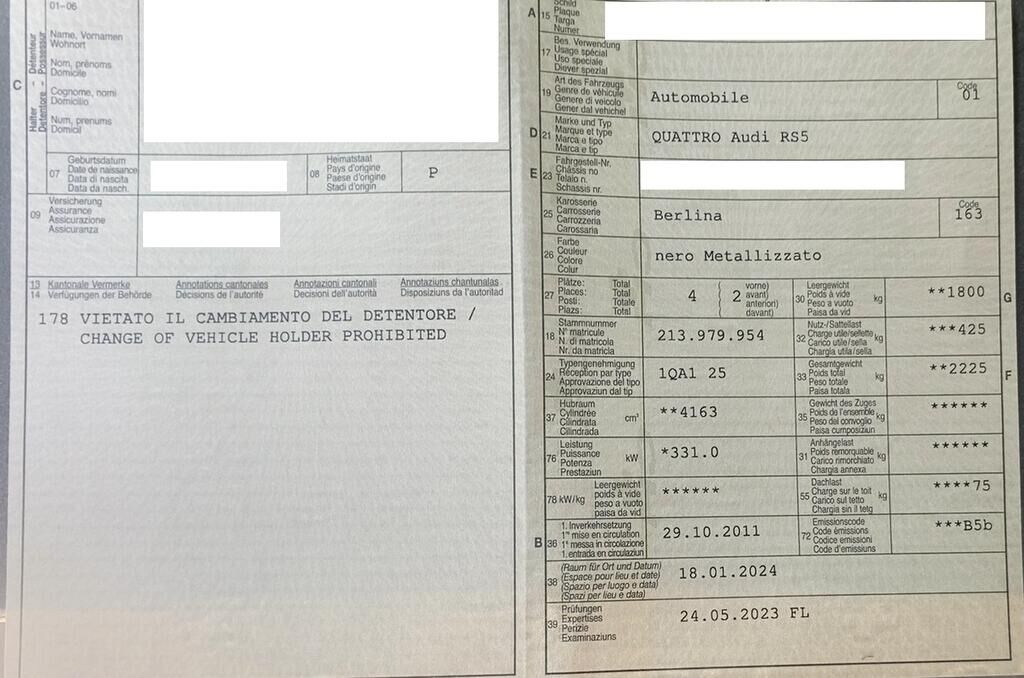 01-06
C
Halter - Détenteur
Detentore - Possessur
Name, Vornamen
Wohnort
Nom, prénoms
Domicile
Cognome, nomi
Domicilio
Num, prenums
Domicil
07
Geburtsdatum
Date de naissance
Data di nascita
Data da nasch.
08
Heimatstaat
Pays d'origine
Paese d'origine
Stadi d'origin
P
09
Versicherung
Assurance
Assicurazione
Assicuranza
13 Kantonale Vermerke Annotations cantonales Annotazioni cantonali Annotaziuns chantunalas
14 Verfügungen der Behörde Décisions de l'autorité Decisioni dell'autorità Disposiziuns da l'autoritad
178 VIETATO IL CAMBIAMENTO DEL DETENTORE /
CHANGE OF VEHICLE HOLDER PROHIBITED
A 15
Schild
Plaque
Targa
Numer
17
Bes. Verwendung
Usage spécial
Uso speciale
Diever spezial
19
Art des Fahrzeugs
Genre de véhicule
Genere di veicolo
Gener dal vehichel
Automobile
Code
01
D 21
Marke und Typ
Marque et type
Marca e tipo
Marca e tip
QUATTRO Audi RS5
E 23
Fahrgestell-Nr.
Châssis no
Telaio n.
Schassis nr.
25
Karosserie
Carrosserie
Carrozzeria
Carossaria
Berlina
Code
163
26
Farbe
Couleur
Colore
Colur
nero Metallizzato
27
Plätze: Total
Places: Total
Posti: Totale
Plazs: Total
4 ( 2 vorne)
( avant)
( anteriori)
( davant)
30
Leergewicht
Poids à vide
Peso a vuoto
Paisa da vid
kg
**1800
G
18
Stammnummer
N° matricule
N. di matricola
Nr. da matricla
213.979.954
32
Nutz-/Sattellast
Charge utile/sellette
Carico utile/sella
Chargia utila/sella
kg
***425
24
Typengenehmigung
Réception par type
Approvazione del tipo
Approvaziun dal tip
1QA1 25
33
Gesamtgewicht
Poids total
Peso totale
Paisa totala
kg
**2225
F
37
Hubraum
Cylindrée
Cilindrata
Cilindrada
cm³
**4163
35
Gewicht des Zuges
Poids de l'ensemble
Peso del convoglio
Paisa cumposiziun
kg
******
76
Leistung
Puissance
Potenza
Prestaziun
kW
*331.0
31
Anhängelast
Poids remorquable
Carico rimorchiato
Chargia annexa
kg
******
78 kW/kg
Leergewicht
poids à vide
peso a vuoto
paisa da vid
******
55
Dachlast
Charge sur le toit
Carico sul tetto
Chargia sin il tetg
kg
****75
B 36
1. Inverkehrsetzung
1re mise en circulation
1a messa in circolazione
1. entrada en circulaziun
29.10.2011
72
Emissionscode
Code émissions
Codice emissioni
Code d'emissiuns
***B5b
38
(Raum für Ort und Datum)
(Espace pour lieu et date)
(Spazio per luogo e data)
(Spazi per lieu e data)
18.01.2024
39
Prüfungen
Expertises
Perizie
Examinaziuns
24.05.2023 FL